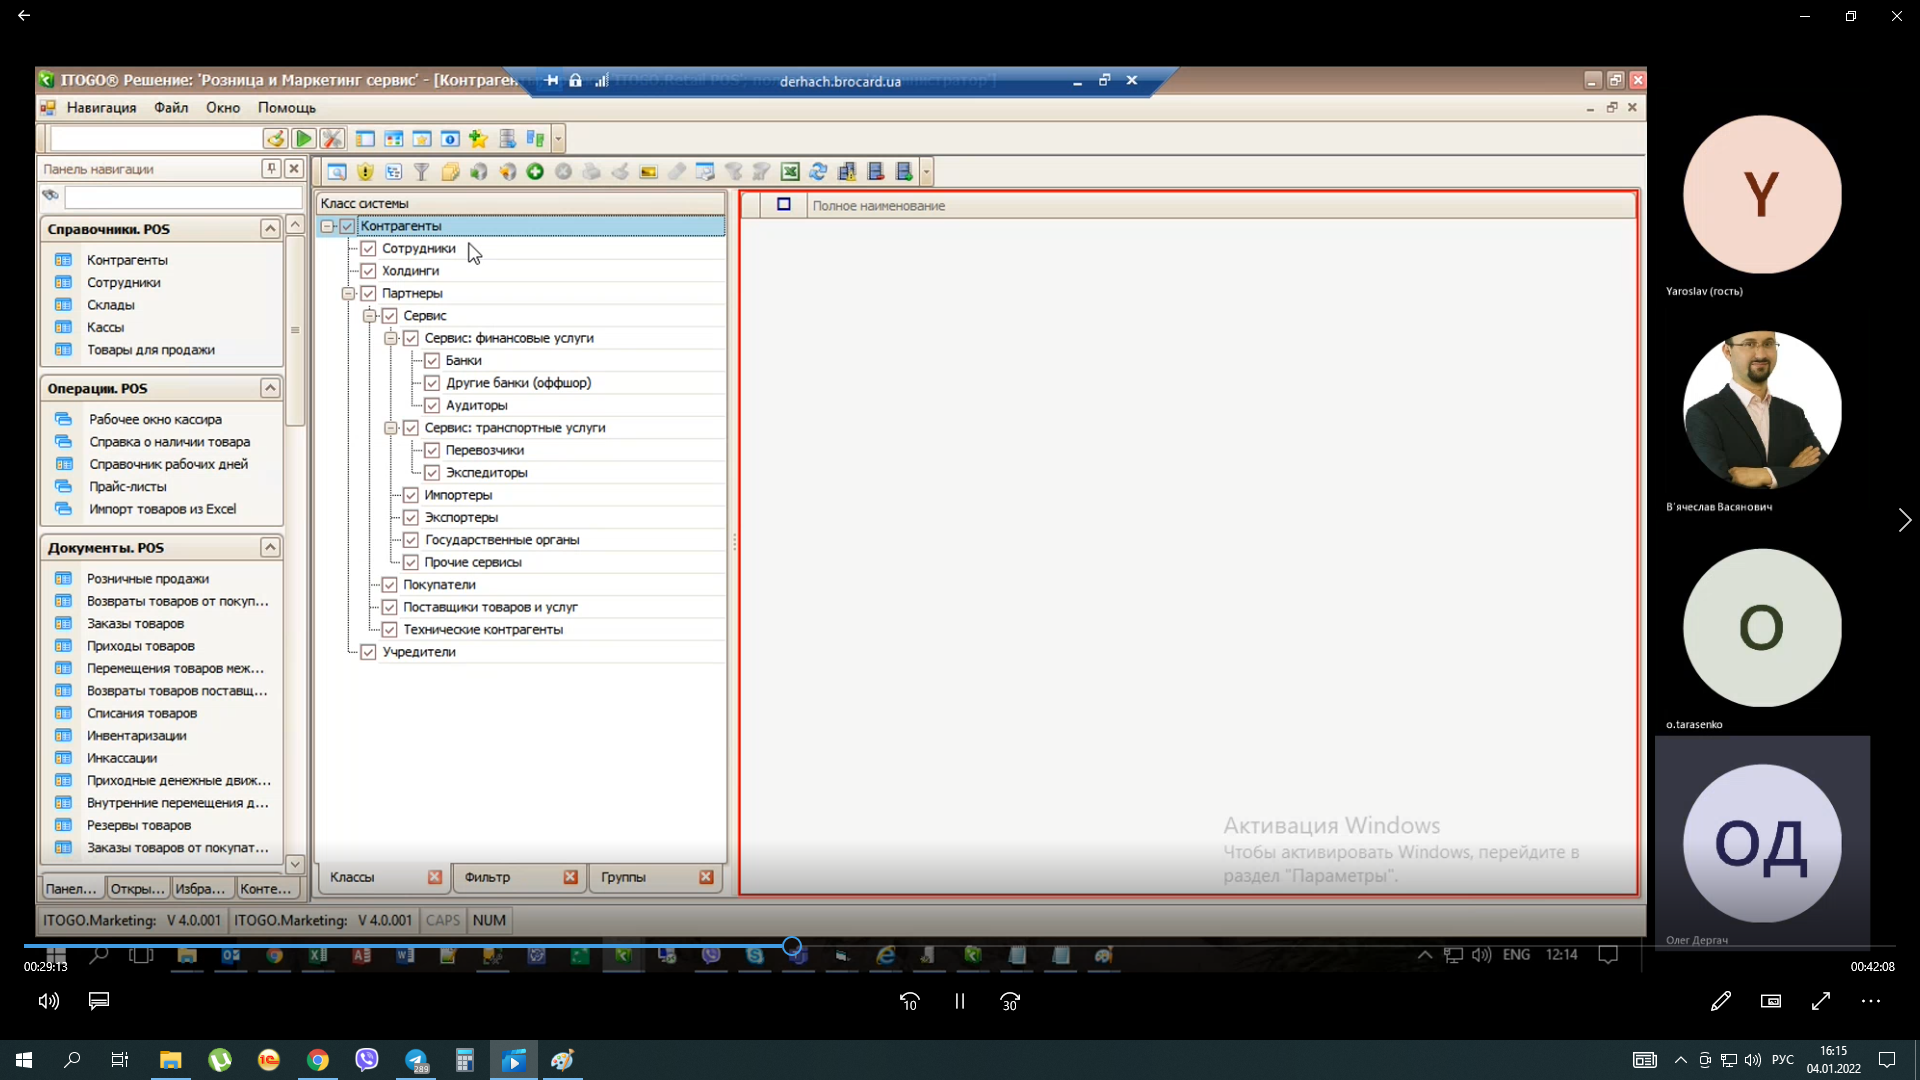 ITOGO® Решение: 'Розница и Маркетинг сервис' - [Контраген
derhach.brocard.ua
Навигация Файл Окно Помощь
Панель навигации
Справочники. POS
Контрагенты
Сотрудники
Склады
Кассы
Товары для продажи
Операции. POS
Рабочее окно кассира
Справка о наличии товара
Справочник рабочих дней
Прайс-листы
Импорт товаров из Excel
Документы. POS
Розничные продажи
Возвраты товаров от покуп...
Заказы товаров
Приходы товаров
Перемещения товаров меж...
Возвраты товаров поставщ...
Списания товаров
Инвентаризации
Инкассации
Приходные денежные движ...
Внутренние перемещения д...
Резервы товаров
Заказы товаров от покупат...
Панел... Откры... Избра... Конте...
Класс системы
Контрагенты
Сотрудники
Холдинги
Партнеры
Сервис
Сервис: финансовые услуги
Банки
Другие банки (оффшор)
Аудиторы
Сервис: транспортные услуги
Перевозчики
Экспедиторы
Импортеры
Экспортеры
Государственные органы
Прочие сервисы
Покупатели
Поставщики товаров и услуг
Технические контрагенты
Учредители
Классы Фильтр Группы
Полное наименование
Активация Windows
Чтобы активировать Windows, перейдите в
раздел "Параметры".
ITOGO.Marketing: V 4.0.001 ITOGO.Marketing: V 4.0.001 CAPS NUM
Y
Yaroslav (гость)
В'ячеслав Васянович
O
o.tarasenko
ОД
Олег Дергач
ENG 12:14
00:29:13
00:42:08
10
30
289
РУС
16:15
04.01.2022